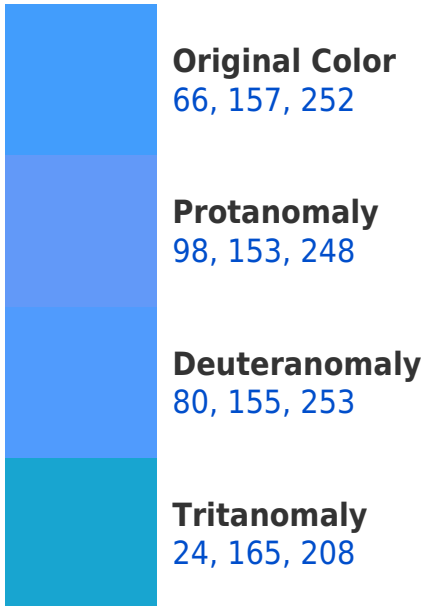 Original Color
66, 157, 252
Protanomaly
98, 153, 248
Deuteranomaly
80, 155, 253
Tritanomaly
24, 165, 208